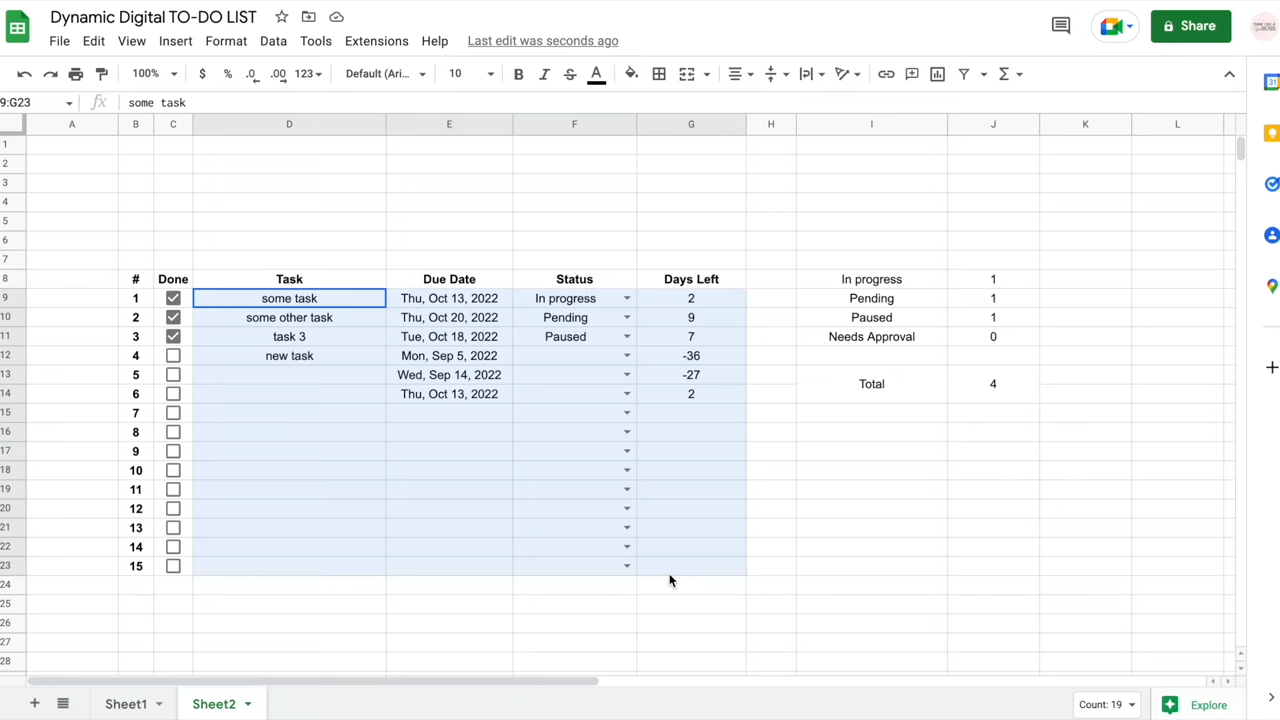 Dynamic Digital TO-DO LIST
File Edit View Insert Format Data Tools Extensions Help Last edit was seconds ago
Share
100% $ % .0 .00 123 Default (Ari... 10 B I S A Σ
9:G23 fx some task
A B C D E F G H I J K L
1
2
3
4
5
6
7
8 # Done Task Due Date Status Days Left In progress 1
9 1 some task Thu, Oct 13, 2022 In progress 2 Pending 1
10 2 some other task Thu, Oct 20, 2022 Pending 9 Paused 1
11 3 task 3 Tue, Oct 18, 2022 Paused 7 Needs Approval 0
12 4 new task Mon, Sep 5, 2022 -36
13 5 Wed, Sep 14, 2022 -27 Total 4
14 6 Thu, Oct 13, 2022 2
15 7
16 8
17 9
18 10
19 11
20 12
21 13
22 14
23 15
24
25
26
27
28
Sheet1 Sheet2 Count: 19 Explore